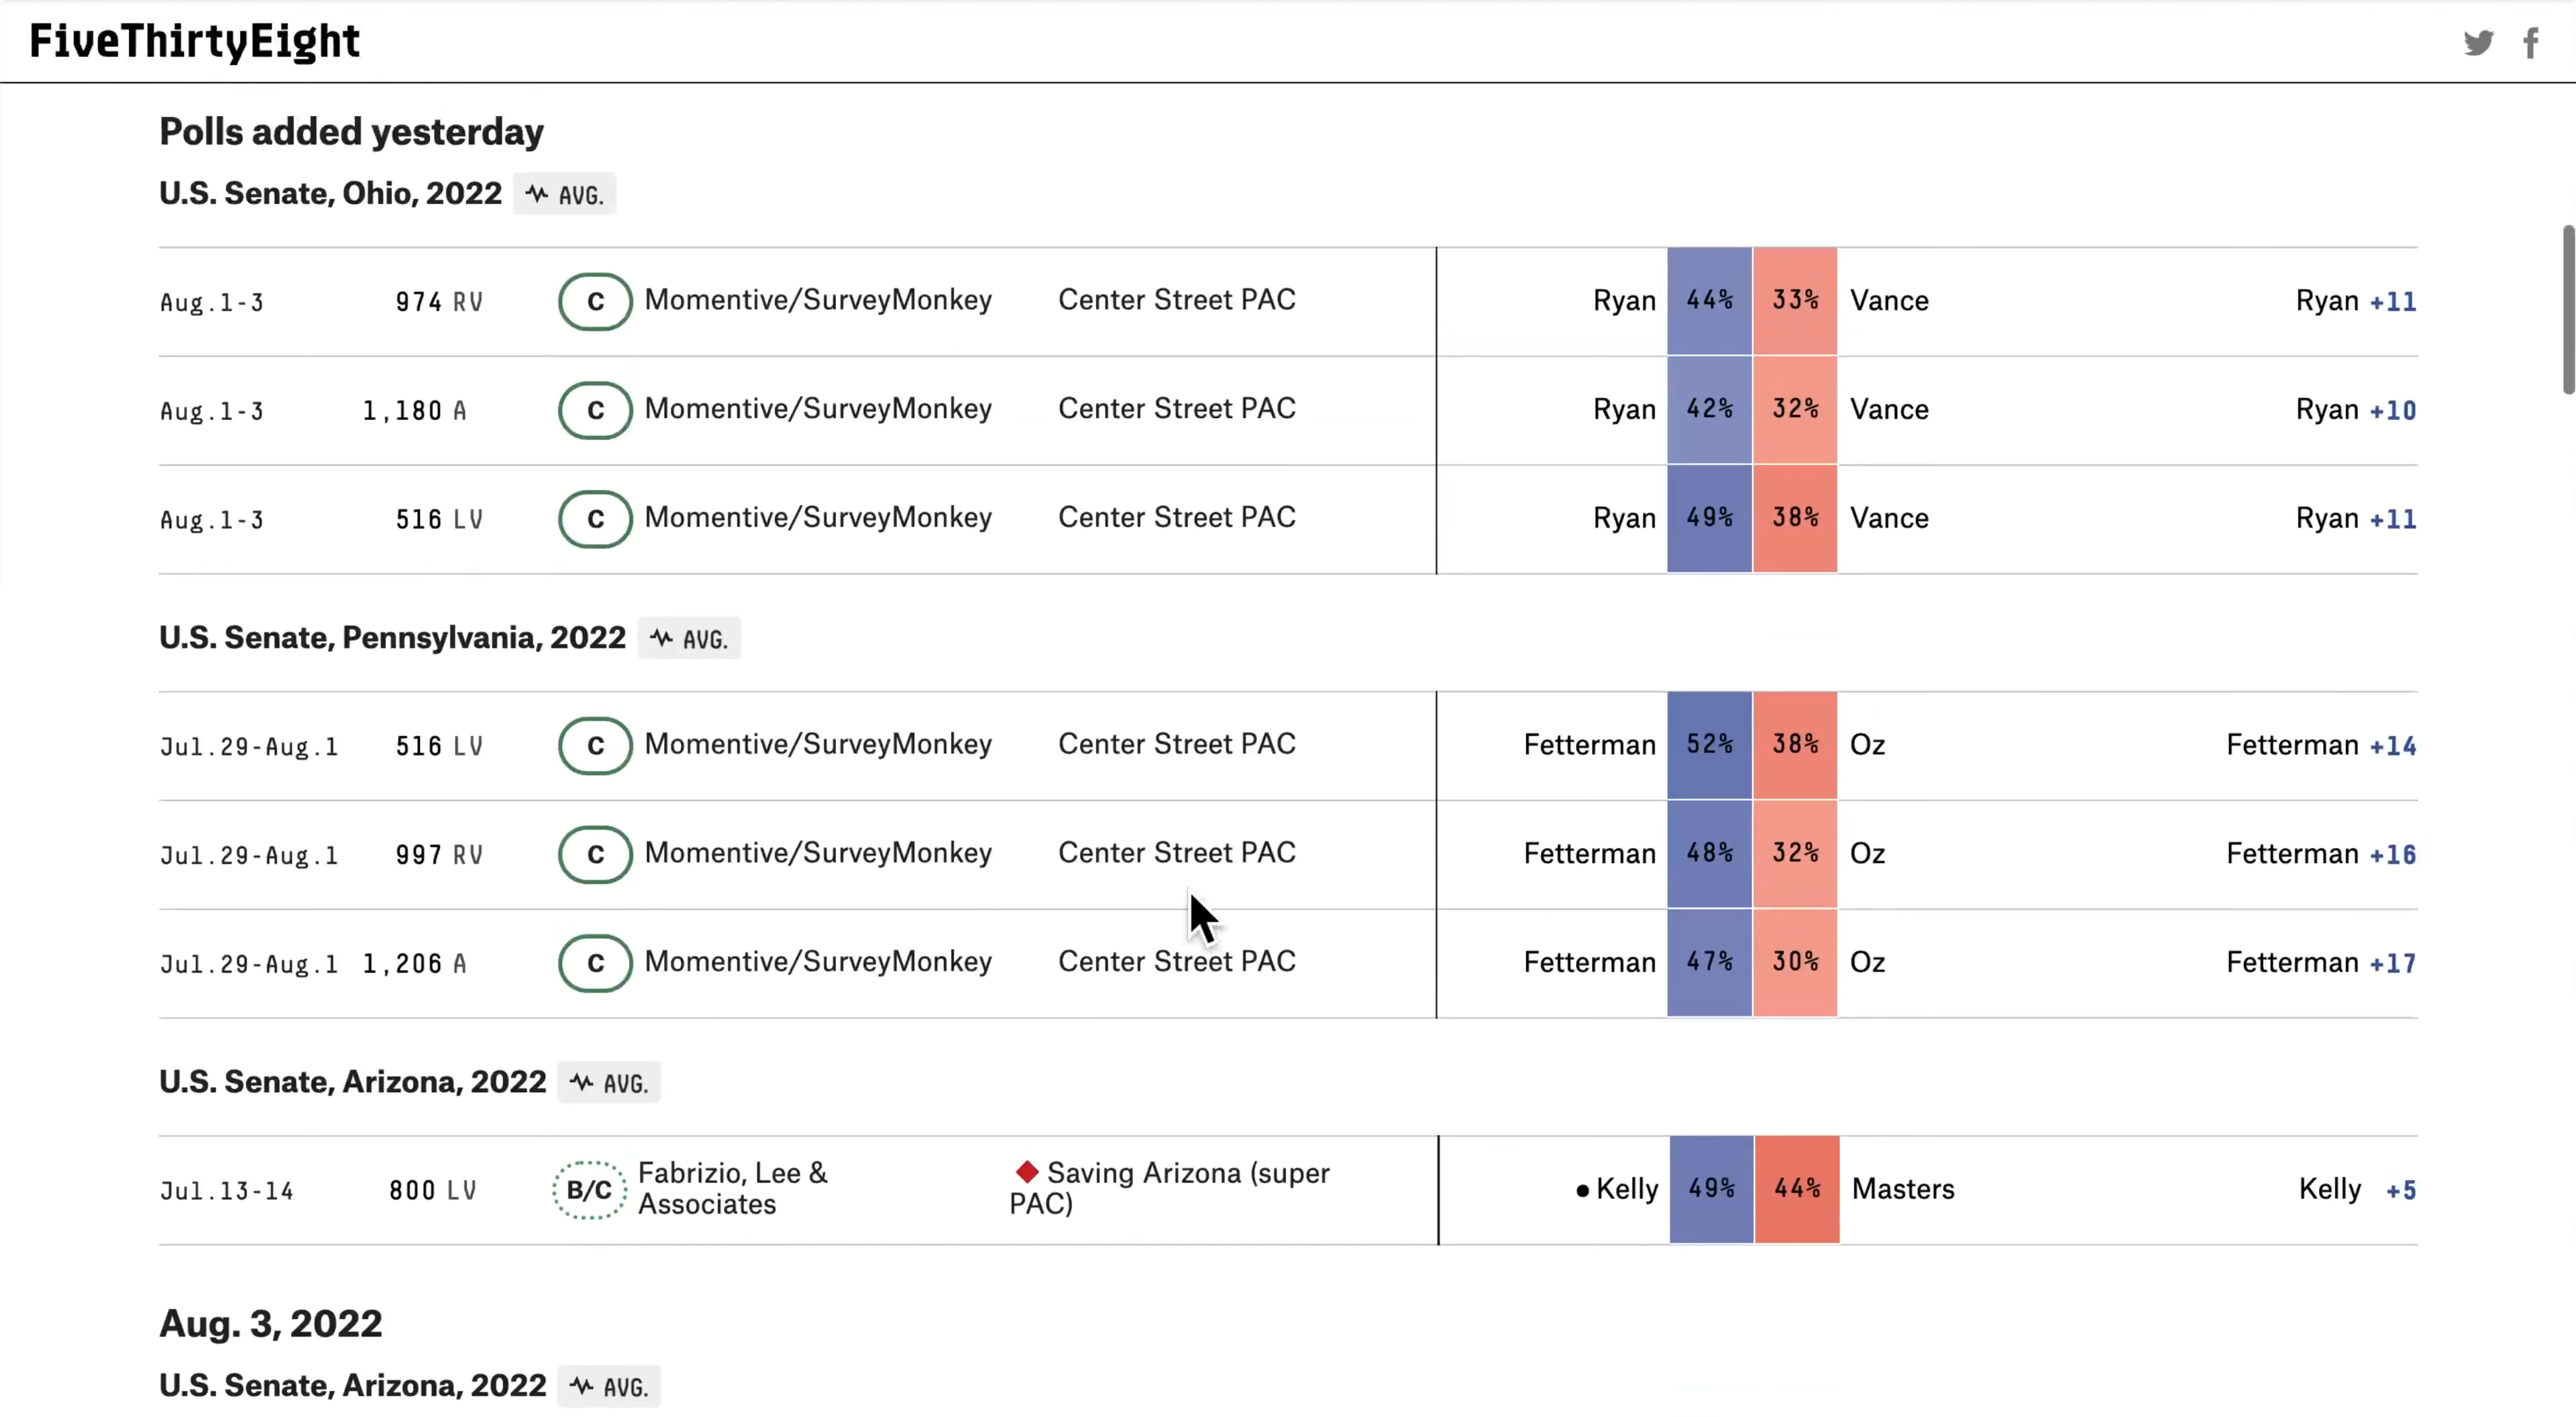 FiveThirtyEight
Polls added yesterday
U.S. Senate, Ohio, 2022 AVG.
Aug.1-3 974 RV C Momentive/SurveyMonkey Center Street PAC Ryan 44% 33% Vance Ryan +11
Aug.1-3 1,180 A C Momentive/SurveyMonkey Center Street PAC Ryan 42% 32% Vance Ryan +10
Aug.1-3 516 LV C Momentive/SurveyMonkey Center Street PAC Ryan 49% 38% Vance Ryan +11
U.S. Senate, Pennsylvania, 2022 AVG.
Jul.29-Aug.1 516 LV C Momentive/SurveyMonkey Center Street PAC Fetterman 52% 38% Oz Fetterman +14
Jul.29-Aug.1 997 RV C Momentive/SurveyMonkey Center Street PAC Fetterman 48% 32% Oz Fetterman +16
Jul.29-Aug.1 1,206 A C Momentive/SurveyMonkey Center Street PAC Fetterman 47% 30% Oz Fetterman +17
U.S. Senate, Arizona, 2022 AVG.
Jul.13-14 800 LV B/C Fabrizio, Lee & Associates Saving Arizona (super PAC) Kelly 49% 44% Masters Kelly +5
Aug. 3, 2022
U.S. Senate, Arizona, 2022 AVG.